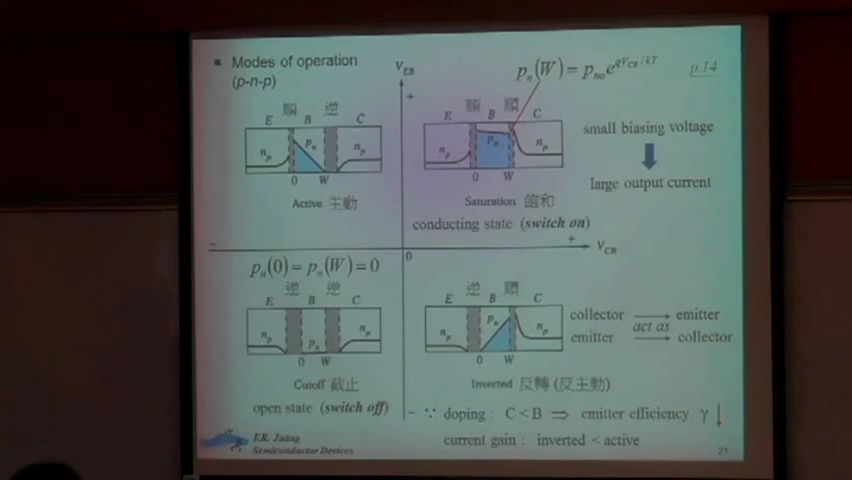 Modes of operation
(p-n-p)
V_EB
+
p_n(W) = p_no e^{qV_CB/kT}
p.14
順 逆
E B C
n_p p_n n_p
0 W
Active 主動
順 順
E B C
n_p p_n n_p
0 W
Saturation 飽和
small biasing voltage
large output current
conducting state (switch on)
− + V_CB
0
p_n(0) = p_n(W) = 0
逆 逆
E B C
n_p p_n n_p
0 W
Cutoff 截止
open state (switch off)
逆 順
E B C
n_p p_n n_p
0 W
Inverted 反轉 (反主動)
collector → emitter
act as
emitter → collector
− ∵ doping : C < B ⇒ emitter efficiency γ ↓
current gain : inverted < active
Semiconductor Devices
21